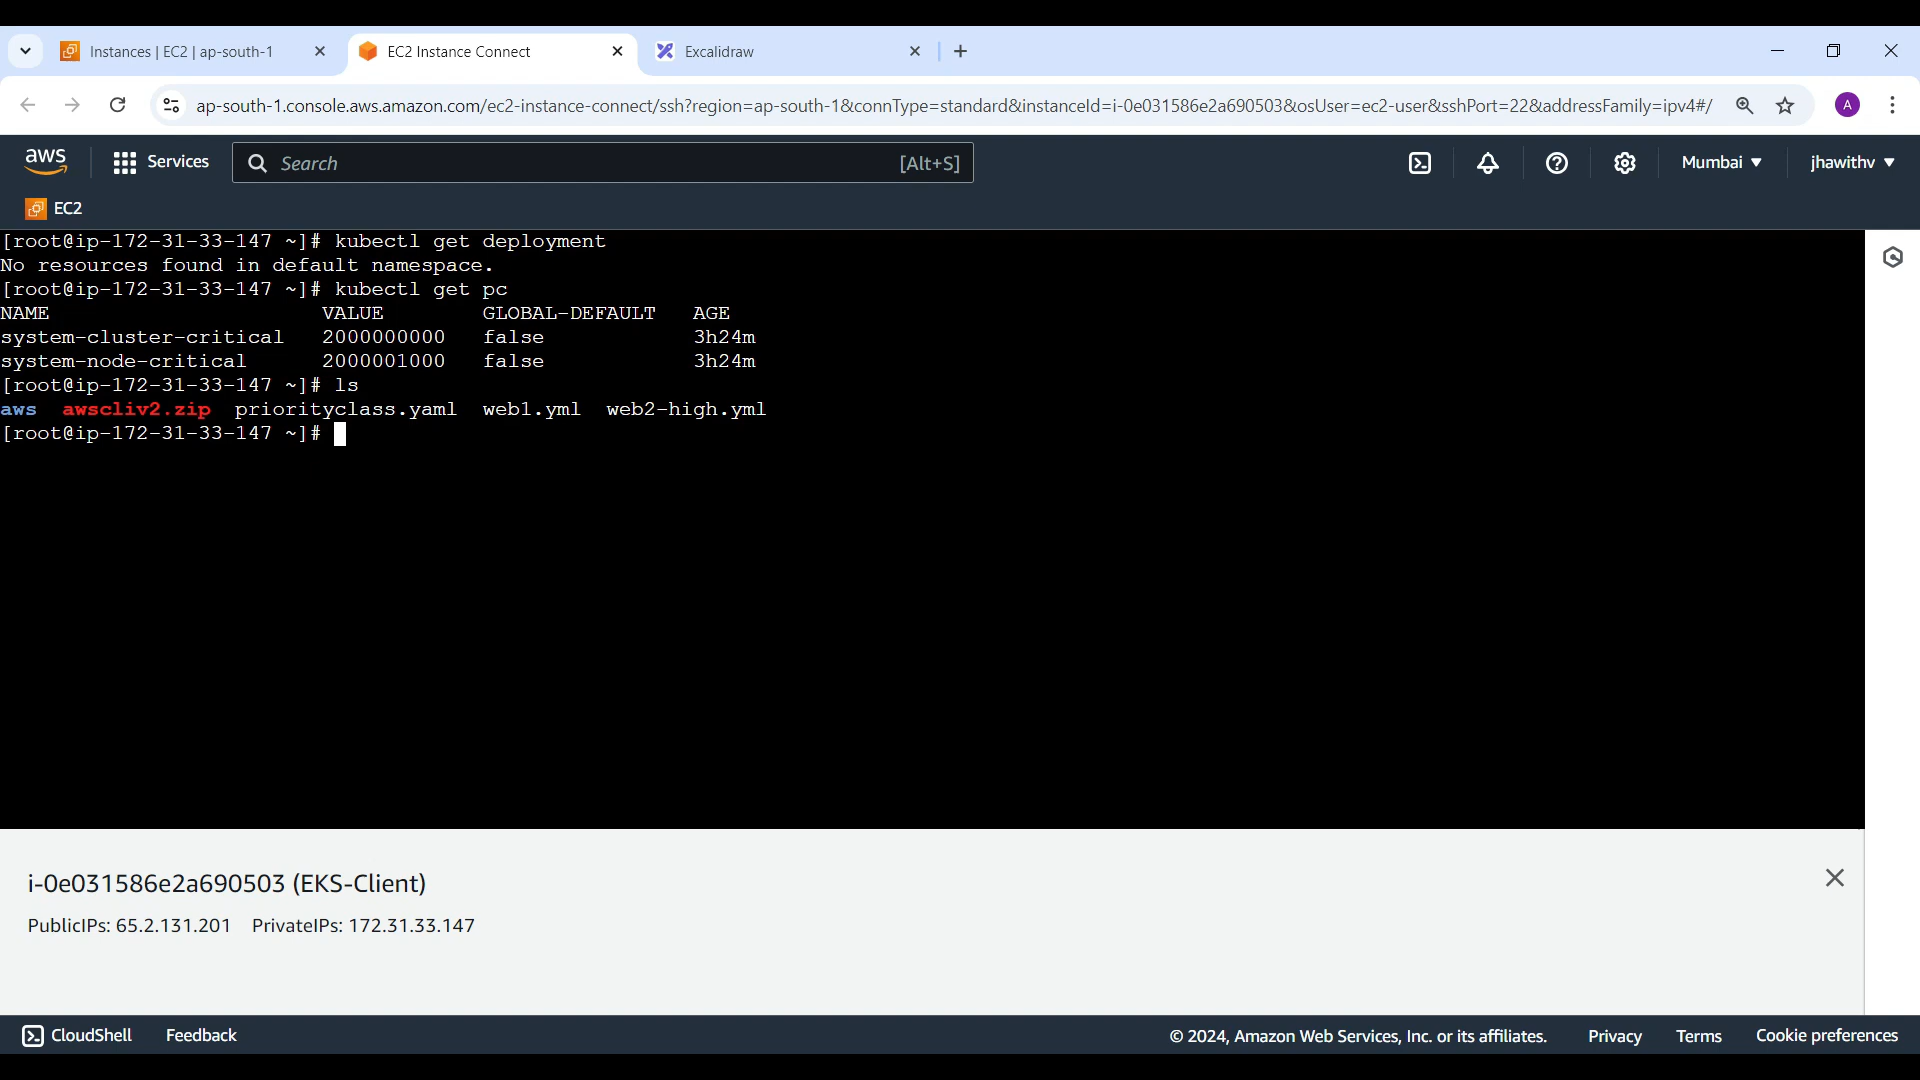 Instances | EC2 | ap-south-1
EC2 Instance Connect
Excalidraw
ap-south-1.console.aws.amazon.com/ec2-instance-connect/ssh?region=ap-south-1&connType=standard&instanceId=i-0e031586e2a690503&osUser=ec2-user&sshPort=22&addressFamily=ipv4#/
A
aws
Services
Search
[Alt+S]
Mumbai
jhawithv
EC2
[root@ip-172-31-33-147 ~]# kubectl get deployment
No resources found in default namespace.
[root@ip-172-31-33-147 ~]# kubectl get pc
NAME VALUE GLOBAL-DEFAULT AGE
system-cluster-critical 2000000000 false 3h24m
system-node-critical 2000001000 false 3h24m
[root@ip-172-31-33-147 ~]# ls
aws awscliv2.zip priorityclass.yaml web1.yml web2-high.yml
[root@ip-172-31-33-147 ~]#
i-0e031586e2a690503 (EKS-Client)
PublicIPs: 65.2.131.201 PrivateIPs: 172.31.33.147
CloudShell
Feedback
© 2024, Amazon Web Services, Inc. or its affiliates.
Privacy
Terms
Cookie preferences